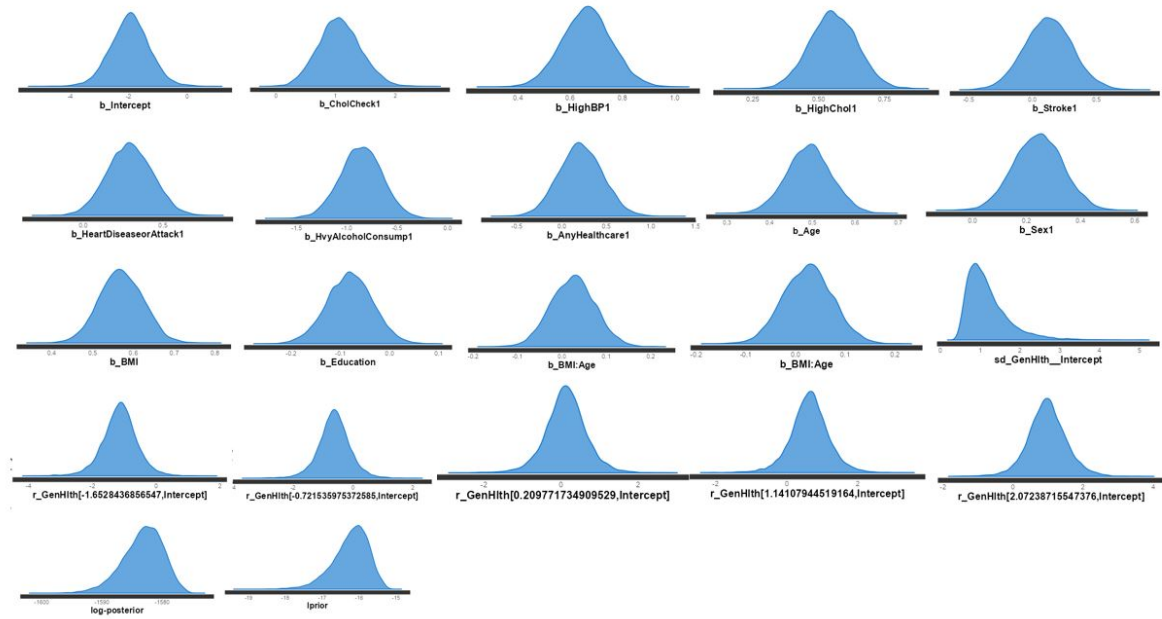 -4 -2 0
b_Intercept
0 1 2
b_CholCheck1
0.4 0.6 0.8 1.0
b_HighBP1
0.25 0.50 0.75
b_HighChol1
-0.5 0.0 0.5
b_Stroke1
0.0 0.5
b_HeartDiseaseorAttack1
-1.5 -1.0 -0.5 0.0
b_HvyAlcoholConsump1
-0.5 0.0 0.5 1.0 1.5
b_AnyHealthcare1
0.3 0.4 0.5 0.6 0.7
b_Age
0.0 0.2 0.4 0.6
b_Sex1
0.4 0.5 0.6 0.7 0.8
b_BMI
-0.2 -0.1 0.0 0.1
b_Education
-0.2 -0.1 0.0 0.1 0.2
b_BMI:Age
-0.2 -0.1 0.0 0.1 0.2
b_BMI:Age
0 1 2 3 4 5
sd_GenHlth__Intercept
-4 -2 0 2
r_GenHlth[-1.6528436856547,Intercept]
-4 -2 0 2
r_GenHlth[-0.721535975372585,Intercept]
-2 0 2
r_GenHlth[0.209771734909529,Intercept]
-2 0 2
r_GenHlth[1.14107944519164,Intercept]
-2 0 2 4
r_GenHlth[2.07238715547376,Intercept]
-1600 -1590 -1580
log-posterior
-19 -18 -17 -16 -15
lprior